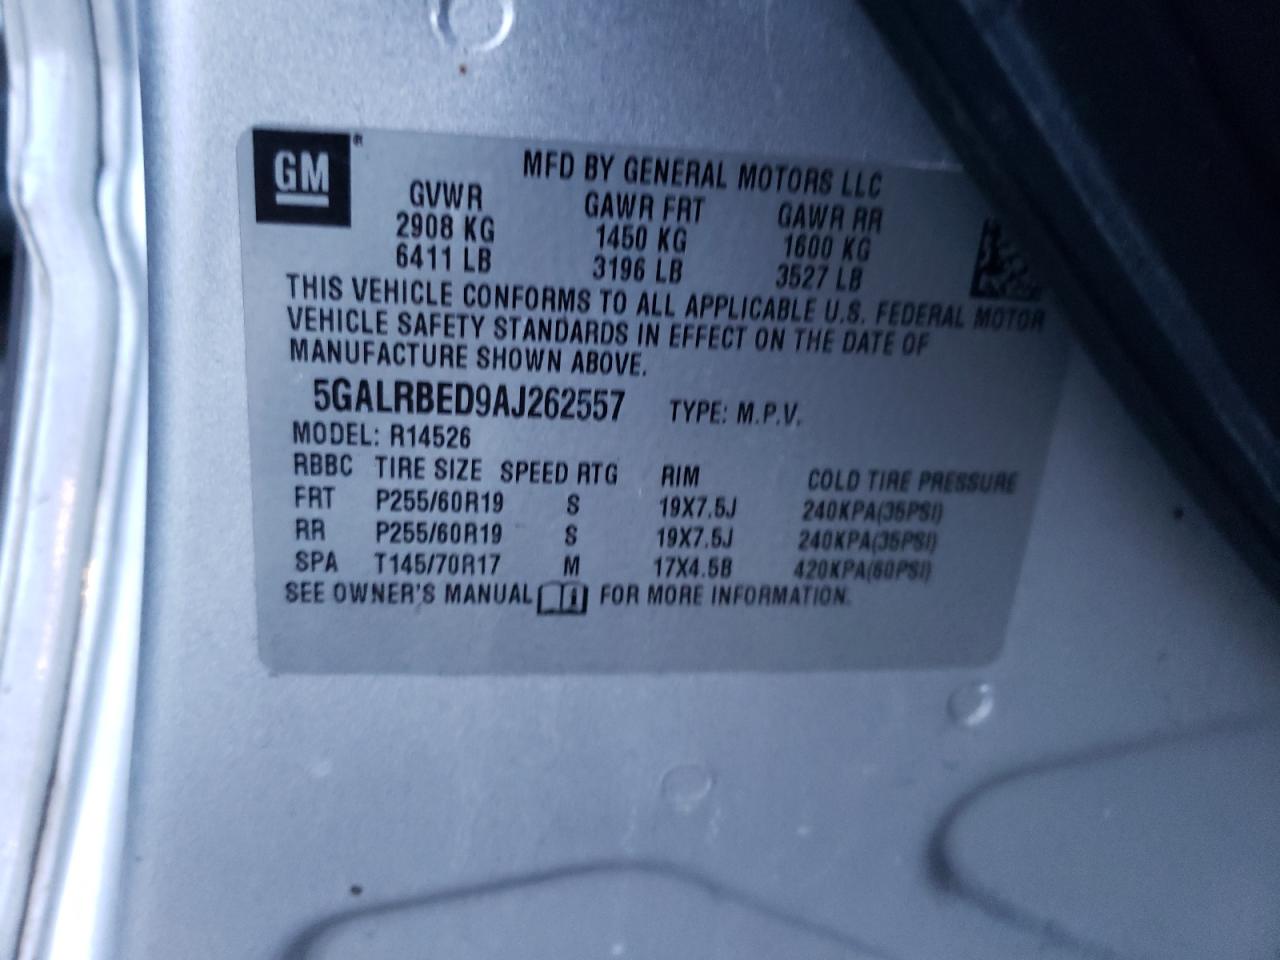 GM®
MFD BY GENERAL MOTORS LLC
GVWR GAWR FRT GAWR RR
2908 KG 1450 KG 1600 KG
6411 LB 3196 LB 3527 LB
THIS VEHICLE CONFORMS TO ALL APPLICABLE U.S. FEDERAL MOTOR
VEHICLE SAFETY STANDARDS IN EFFECT ON THE DATE OF
MANUFACTURE SHOWN ABOVE.
5GALRBED9AJ262557 TYPE: M.P.V.
MODEL: R14526
RBBC TIRE SIZE SPEED RTG RIM COLD TIRE PRESSURE
FRT P255/60R19 S 19X7.5J 240KPA(35PSI)
RR P255/60R19 S 19X7.5J 240KPA(35PSI)
SPA T145/70R17 M 17X4.5B 420KPA(60PSI)
SEE OWNER'S MANUAL FOR MORE INFORMATION.